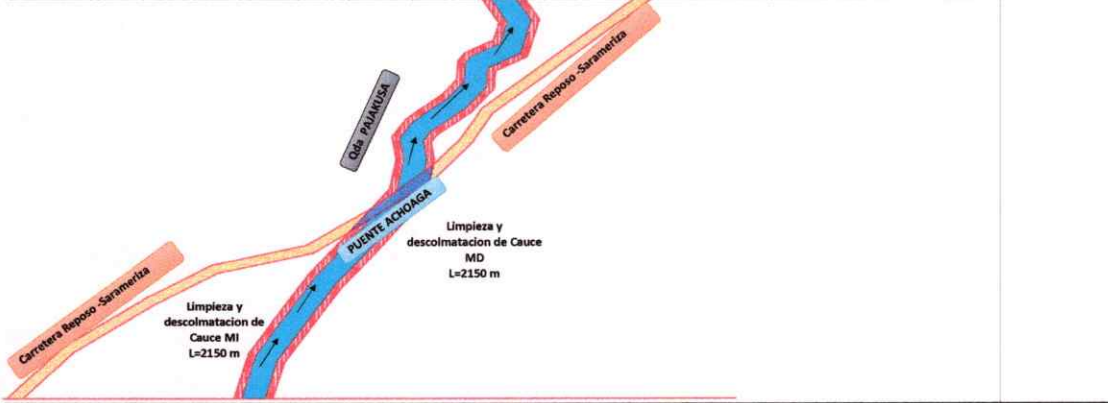 Qda PAJAKUSA
Carretera Reposo -Sarameriza
PUENTE ACHOAGA
Limpieza y
descolmatacion de Cauce
MD
L=2150 m
Carretera Reposo -Sarameriza
Limpieza y
descolmatacion de
Cauce MI
L=2150 m